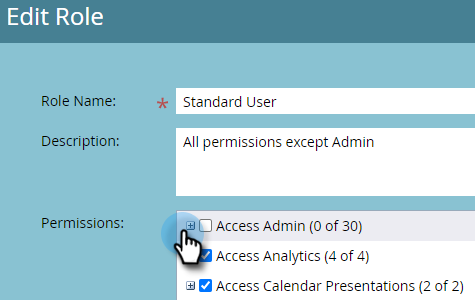 Edit Role
Role Name: * Standard User
Description: All permissions except Admin
Permissions: Access Admin (0 of 30)
Access Analytics (4 of 4)
Access Calendar Presentations (2 of 2)